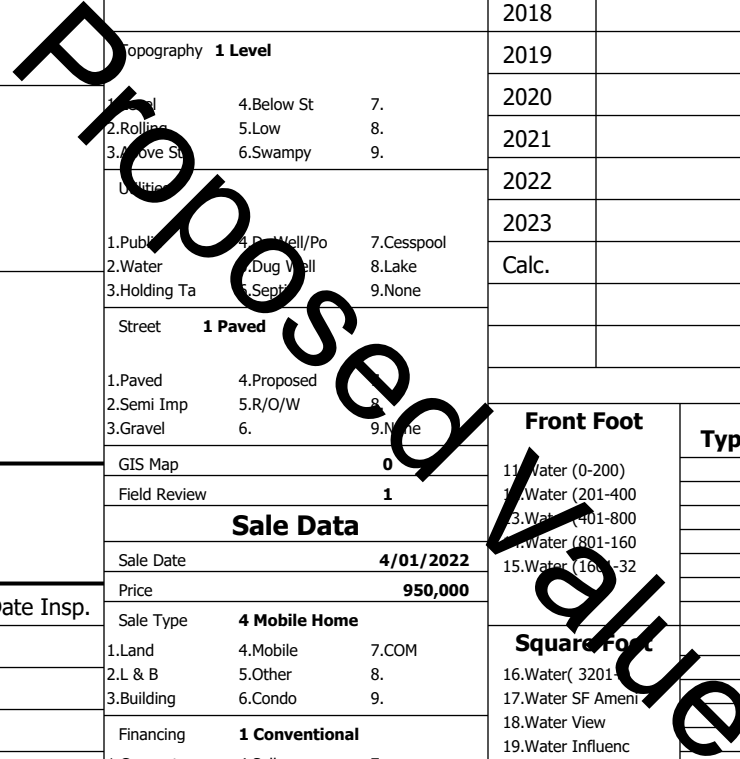 Topography 1 Level
1.Level 4.Below St 7.
2.Rolling 5.Low 8.
3.Above St 6.Swampy 9.
Utilities
1.Public 4.Dr Well/Po 7.Cesspool
2.Water 5.Dug Well 8.Lake
3.Holding Ta 6.Septic 9.None
Street 1 Paved
1.Paved 4.Proposed 7.
2.Semi Imp 5.R/O/W 8.
3.Gravel 6. 9.None
GIS Map 0
Field Review 1
Sale Data
Sale Date 4/01/2022
Price 950,000
Sale Type 4 Mobile Home
1.Land 4.Mobile 7.COM
2.L & B 5.Other 8.
3.Building 6.Condo 9.
Financing 1 Conventional
Date Insp.
2018
2019
2020
2021
2022
2023
Calc.
Front Foot
Typ
11.Water (0-200)
12.Water (201-400
13.Water (401-800
14.Water (801-160
15.Water (1601-32
Square Foot
16.Water( 3201-
17.Water SF Ameni
18.Water View
19.Water Influenc
Proposed Value